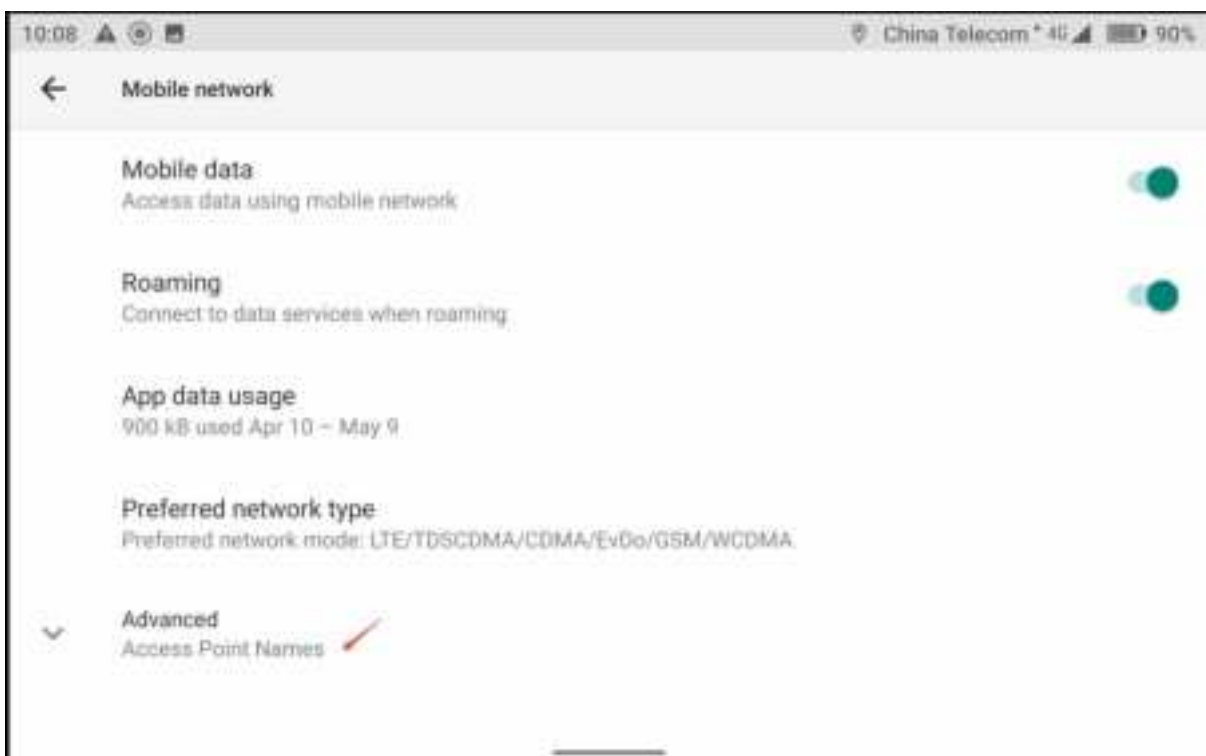 10:08 China Telecom 4G 90%
Mobile network
Mobile data
Access data using mobile network
Roaming
Connect to data services when roaming
App data usage
900 kB used Apr 10 – May 9
Preferred network type
Preferred network mode: LTE/TDSCDMA/CDMA/EvDo/GSM/WCDMA
Advanced
Access Point Names